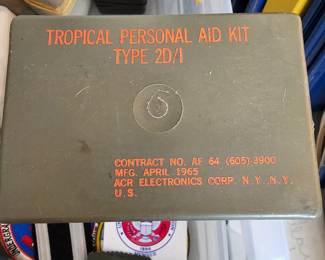 TROPICAL PERSONAL AID KIT
TYPE 2D/1
CONTRACT NO. AF 64 (605)-3900
MFG. APRIL 1965
ACR ELECTRONICS CORP. N.Y., N.Y.
U.S.